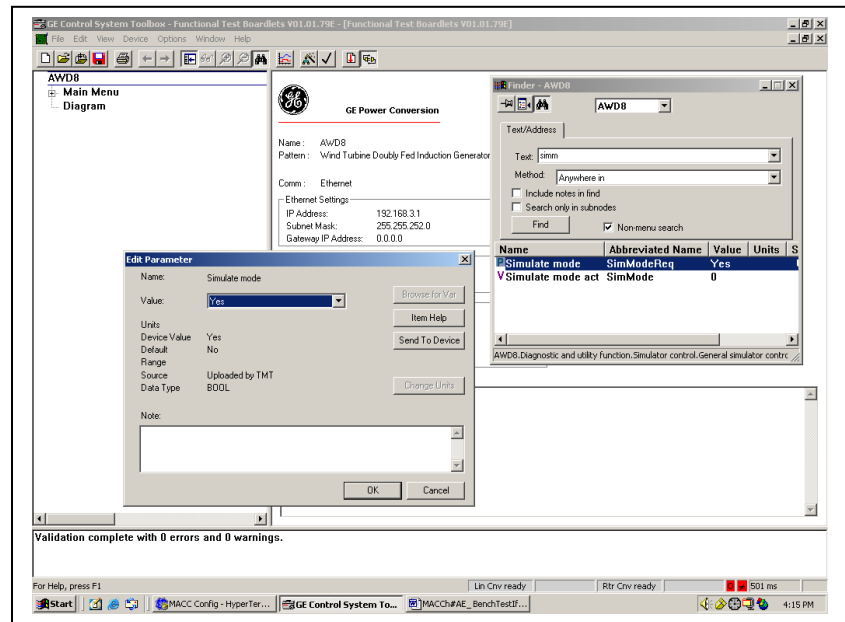 GE Control System Toolbox - Functional Test Boardlets V01.01.79E - [Functional Test Boardlets V01.01.79E]
File Edit View Device Options Window Help
AWD8
Main Menu
Diagram
GE Power Conversion
Name : AWD8
Pattern : Wind Turbine Doubly Fed Induction Generator
Comm : Ethernet
Ethernet Settings
IP Address: 192.168.3.1
Subnet Mask: 255.255.252.0
Gateway IP Address: 0.0.0.0
Finder - AWD8
AWD8
Text/Address
Text: simm
Method: Anywhere in
Include notes in find
Search only in subnodes
Find Non-menu search
Name Abbreviated Name Value Units S
P Simulate mode SimModeReq Yes
V Simulate mode act SimMode 0
AWD8.Diagnostic and utility function.Simulator control.General simulator contrc
Edit Parameter
Name: Simulate mode
Value: Yes
Browse for Var
Item Help
Send To Device
Change Units
Units
Device Value Yes
Default No
Range
Source Uploaded by TMT
Data Type BOOL
Note:
OK Cancel
Validation complete with 0 errors and 0 warnings.
For Help, press F1 Lin Cnv ready Rtr Cnv ready 501 ms
Start MACC Config - HyperTer... GE Control System To... MACCh#AE_BenchTestIf... 4:15 PM